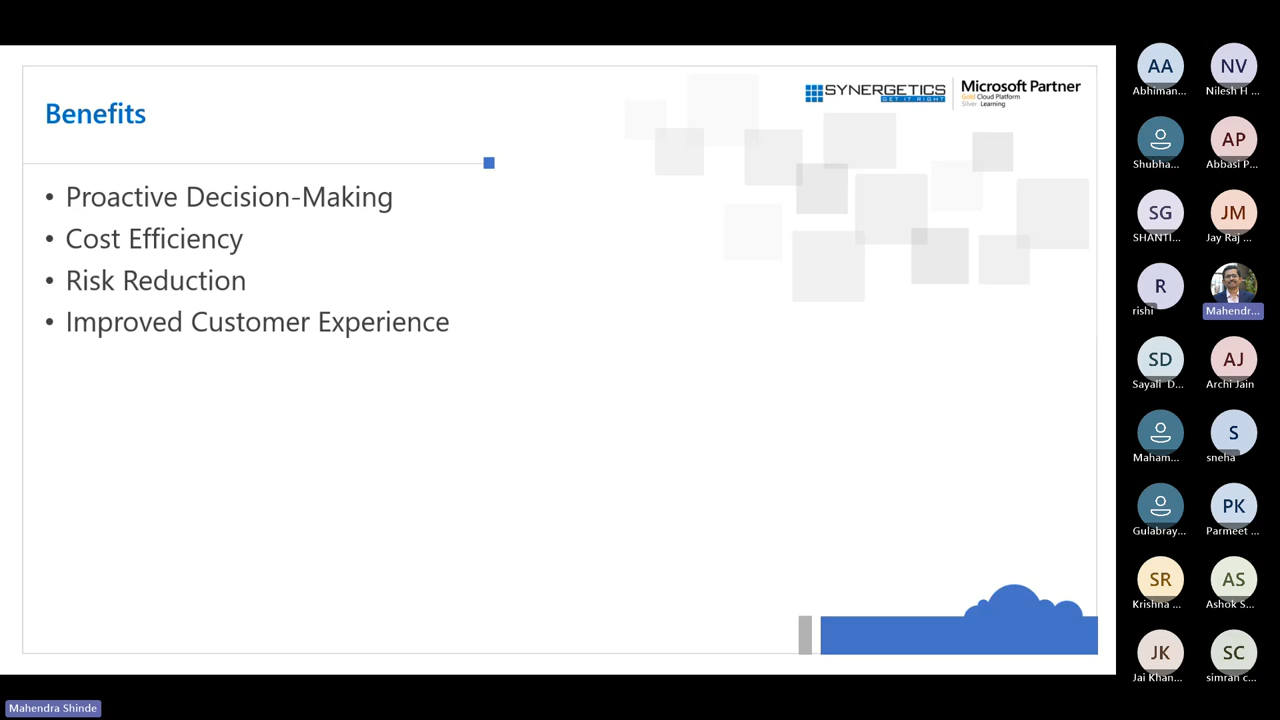 SYNERGETICS
GET IT RIGHT
Microsoft Partner
Gold Cloud Platform
Silver Learning
Benefits
• Proactive Decision-Making
• Cost Efficiency
• Risk Reduction
• Improved Customer Experience
AA NV
Abhiman... Nilesh H ...
AP
Shubha... Abbasi P...
SG JM
SHANTI... Jay Raj ...
R
rishi Mahendr...
SD AJ
Sayali D... Archi Jain
S
Maham... sneha
PK
Gulabray... Parmeet ...
SR AS
Krishna ... Ashok S...
JK SC
Jai Khan... simran c...
Mahendra Shinde